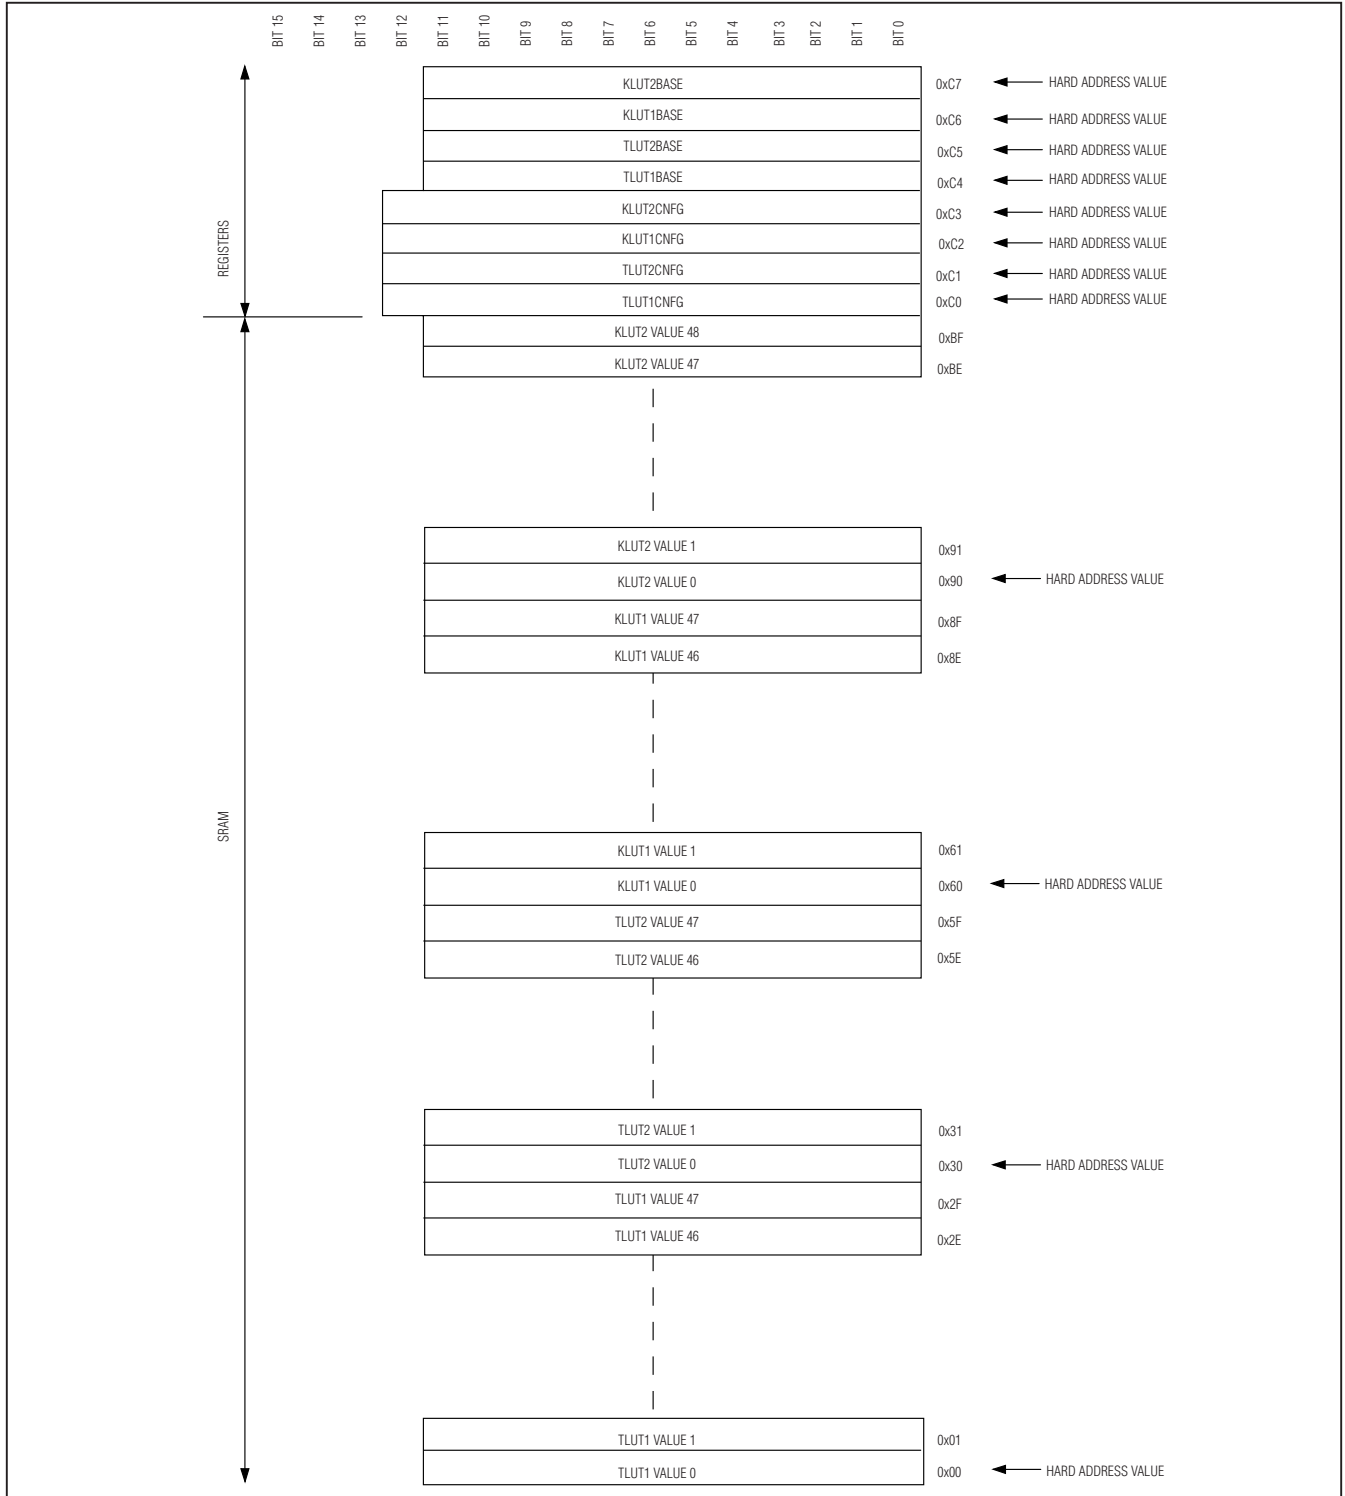 BIT 15 BIT 14 BIT 13 BIT 12 BIT 11 BIT 10 BIT 9 BIT 8 BIT 7 BIT 6 BIT 5 BIT 4 BIT 3 BIT 2 BIT 1 BIT 0
KLUT2BASE 0xC7 HARD ADDRESS VALUE
KLUT1BASE 0xC6 HARD ADDRESS VALUE
TLUT2BASE 0xC5 HARD ADDRESS VALUE
TLUT1BASE 0xC4 HARD ADDRESS VALUE
KLUT2CNFG 0xC3 HARD ADDRESS VALUE
REGISTERS
KLUT1CNFG 0xC2 HARD ADDRESS VALUE
TLUT2CNFG 0xC1 HARD ADDRESS VALUE
TLUT1CNFG 0xC0 HARD ADDRESS VALUE
KLUT2 VALUE 48 0xBF
KLUT2 VALUE 47 0xBE
KLUT2 VALUE 1 0x91
KLUT2 VALUE 0 0x90 HARD ADDRESS VALUE
KLUT1 VALUE 47 0x8F
KLUT1 VALUE 46 0x8E
SRAM
KLUT1 VALUE 1 0x61
KLUT1 VALUE 0 0x60 HARD ADDRESS VALUE
TLUT2 VALUE 47 0x5F
TLUT2 VALUE 46 0x5E
TLUT2 VALUE 1 0x31
TLUT2 VALUE 0 0x30 HARD ADDRESS VALUE
TLUT1 VALUE 47 0x2F
TLUT1 VALUE 46 0x2E
TLUT1 VALUE 1 0x01
TLUT1 VALUE 0 0x00 HARD ADDRESS VALUE